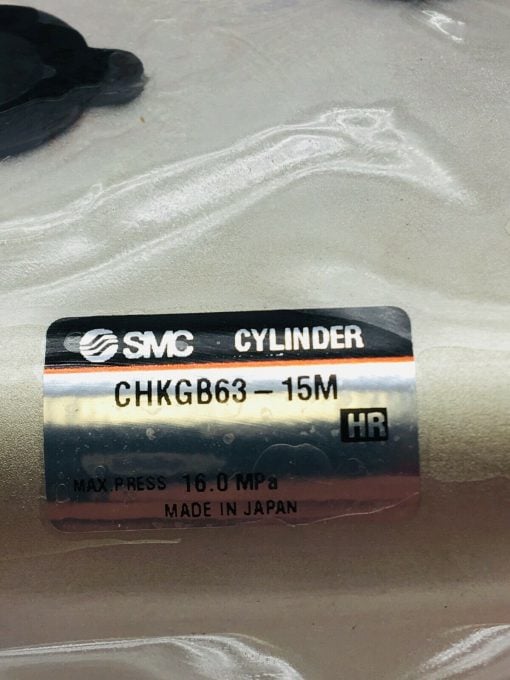 SMC CYLINDER
CHKGB63-15M
HR
MAX.PRESS 16.0 MPa
MADE IN JAPAN